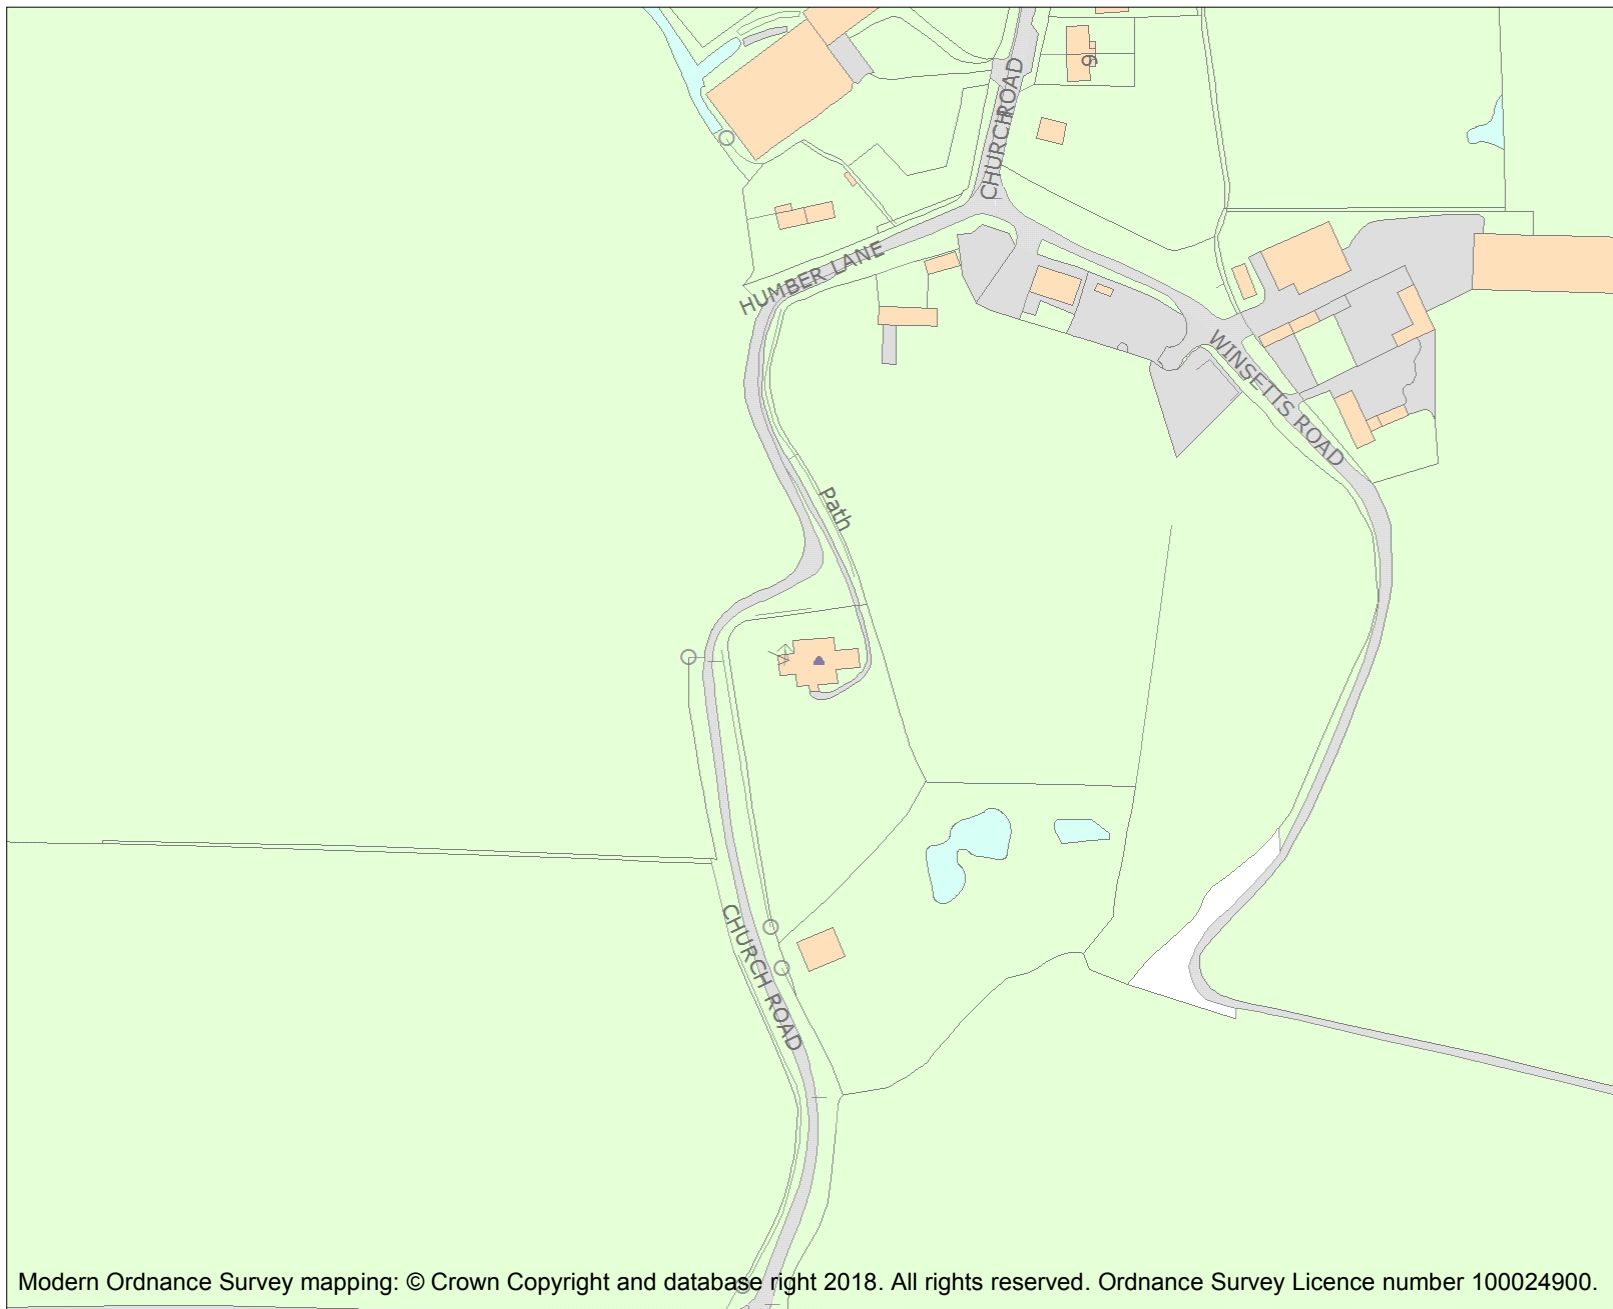 9
CHURCH ROAD
HUMBER LANE
WINSETTS ROAD
Path
CHURCH ROAD
Modern Ordnance Survey mapping: © Crown Copyright and database right 2018. All rights reserved. Ordnance Survey Licence number 100024900.